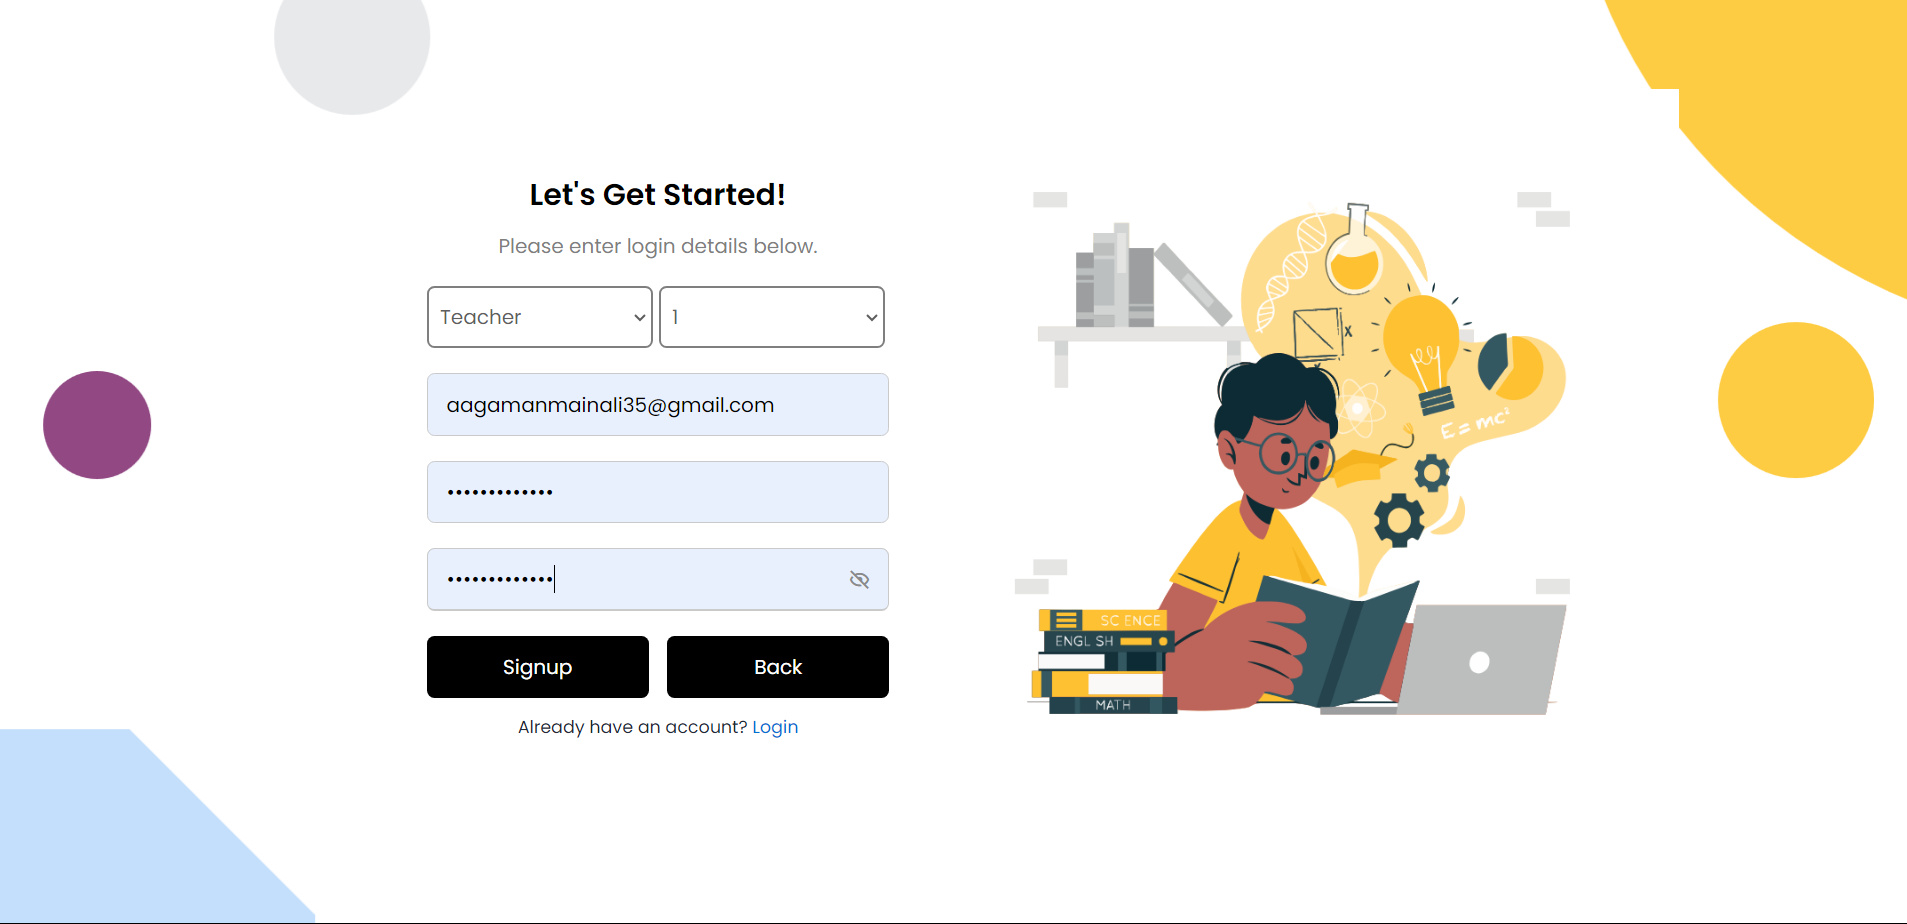 Let's Get Started!
Please enter login details below.
Teacher 1
aagamanmainali35@gmail.com
•••••••••••••
•••••••••••••
Signup Back
Already have an account? Login
x
E = mc²
SC ENCE
ENGL SH
MATH